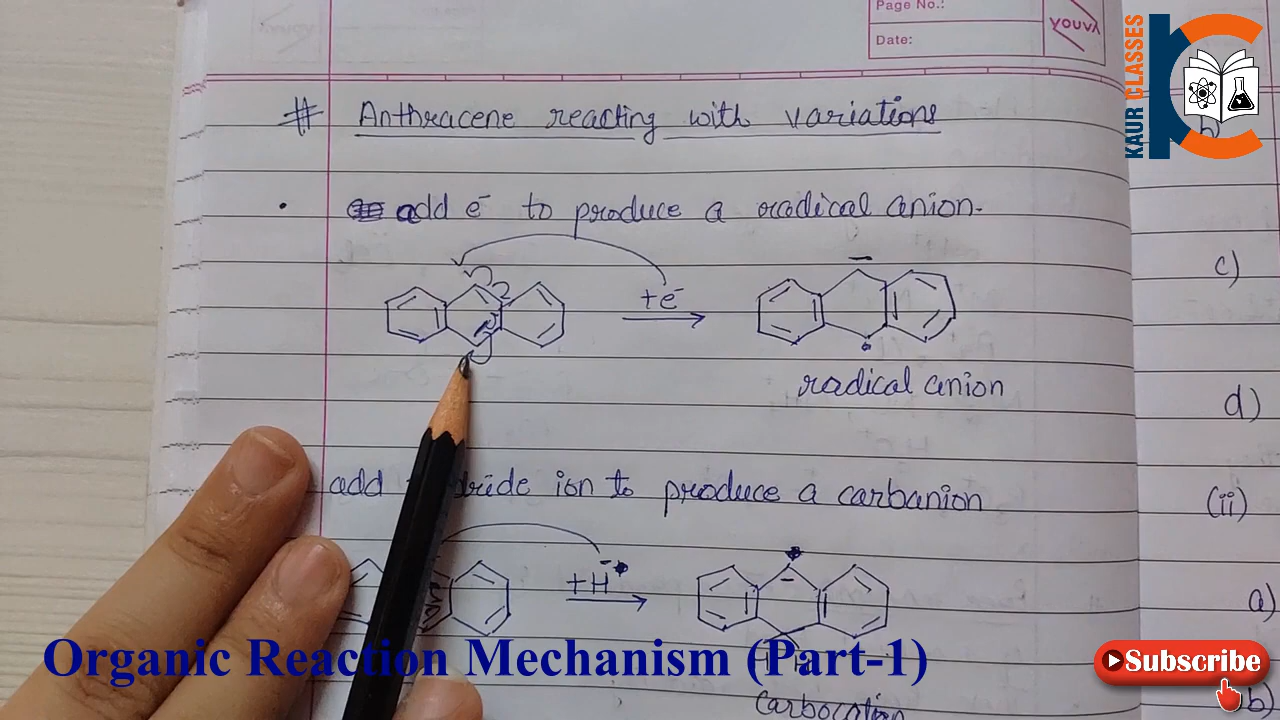 Page No.:
Date:
YOUVA
KAUR CLASSES
# Anthracene reacting with variations
• add e⁻ to produce a radical anion.
+e⁻
radical anion
add ion to produce a carbanion
+H⁻
Carbocation
c)
d)
(ii)
a)
b)
Organic Reaction Mechanism (Part-1)
Subscribe